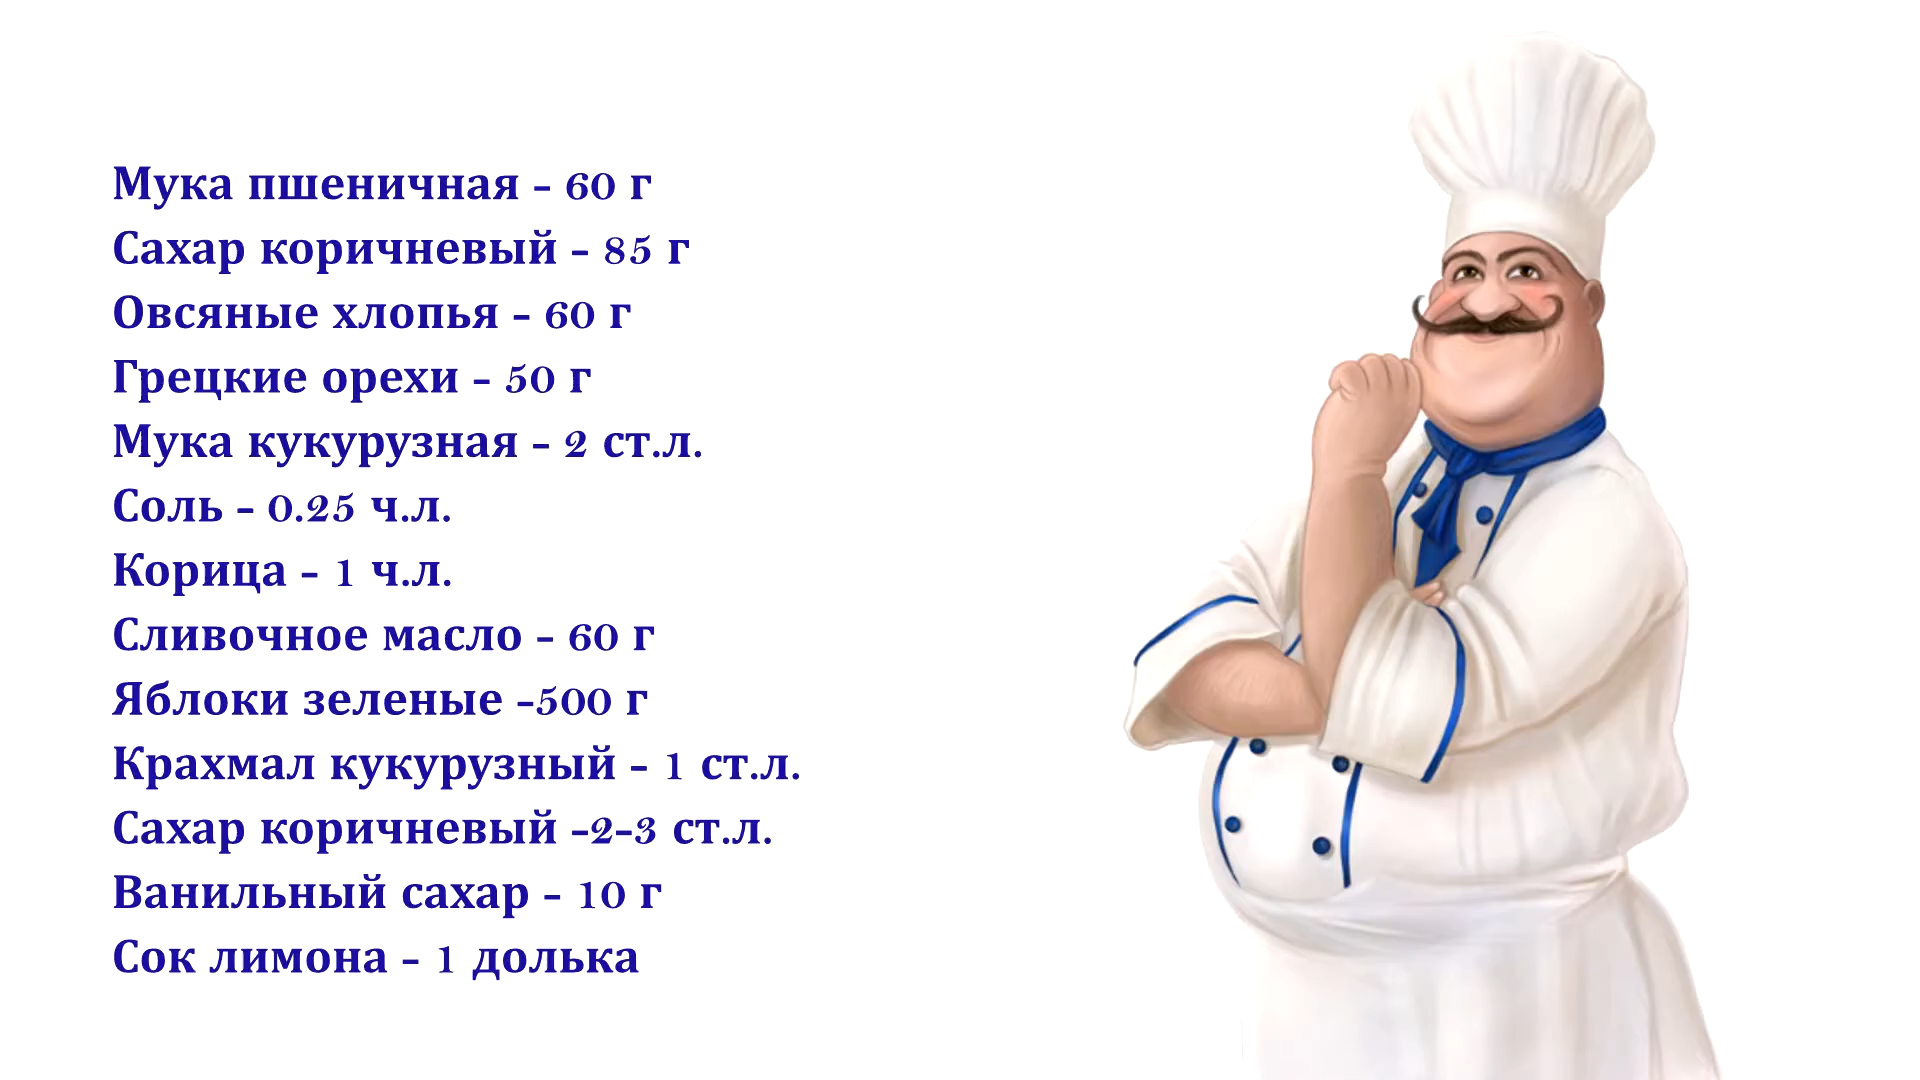 Мука пшеничная - 60 г
Сахар коричневый - 85 г
Овсяные хлопья - 60 г
Грецкие орехи - 50 г
Мука кукурузная - 2 ст.л.
Соль - 0.25 ч.л.
Корица - 1 ч.л.
Сливочное масло - 60 г
Яблоки зеленые -500 г
Крахмал кукурузный - 1 ст.л.
Сахар коричневый -2-3 ст.л.
Ванильный сахар - 10 г
Сок лимона - 1 долька